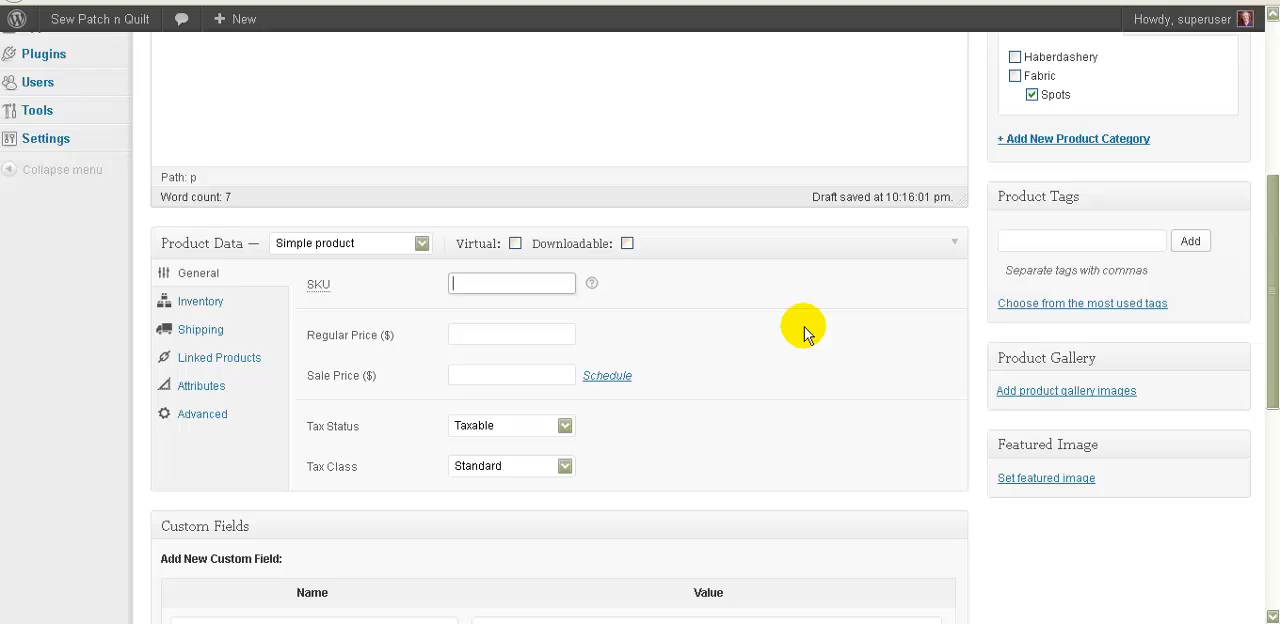 Sew Patch n Quilt
New
Howdy, superuser
Plugins
Users
Tools
Settings
Collapse menu
Path: p
Word count: 7
Draft saved at 10:16:01 pm.
Product Data — Simple product Virtual: Downloadable:
General
Inventory
Shipping
Linked Products
Attributes
Advanced
SKU
Regular Price ($)
Sale Price ($) Schedule
Tax Status Taxable
Tax Class Standard
Custom Fields
Add New Custom Field:
Name Value
Haberdashery
Fabric
Spots
+ Add New Product Category
Product Tags
Add
Separate tags with commas
Choose from the most used tags
Product Gallery
Add product gallery images
Featured Image
Set featured image